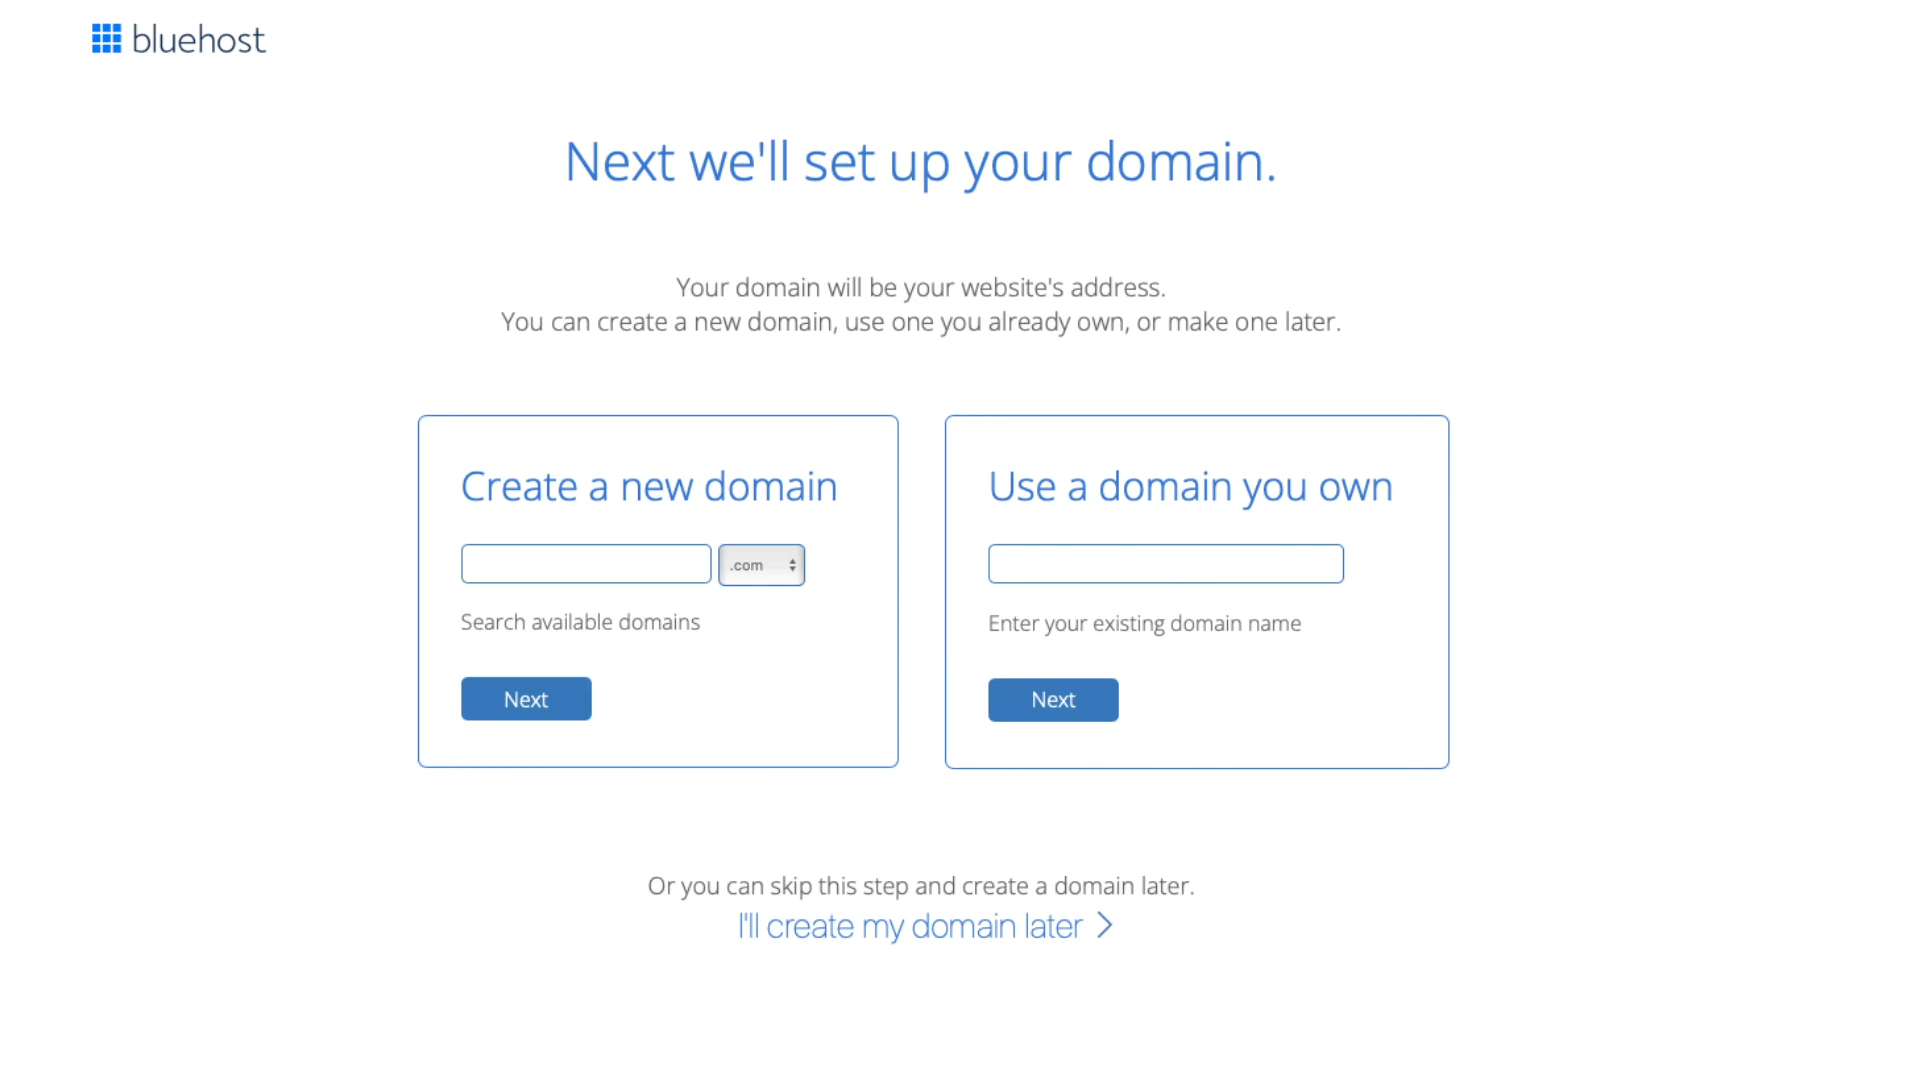 bluehost
Next we'll set up your domain.
Your domain will be your website's address.
You can create a new domain, use one you already own, or make one later.
Create a new domain
.com
Search available domains
Next
Use a domain you own
Enter your existing domain name
Next
Or you can skip this step and create a domain later.
I'll create my domain later